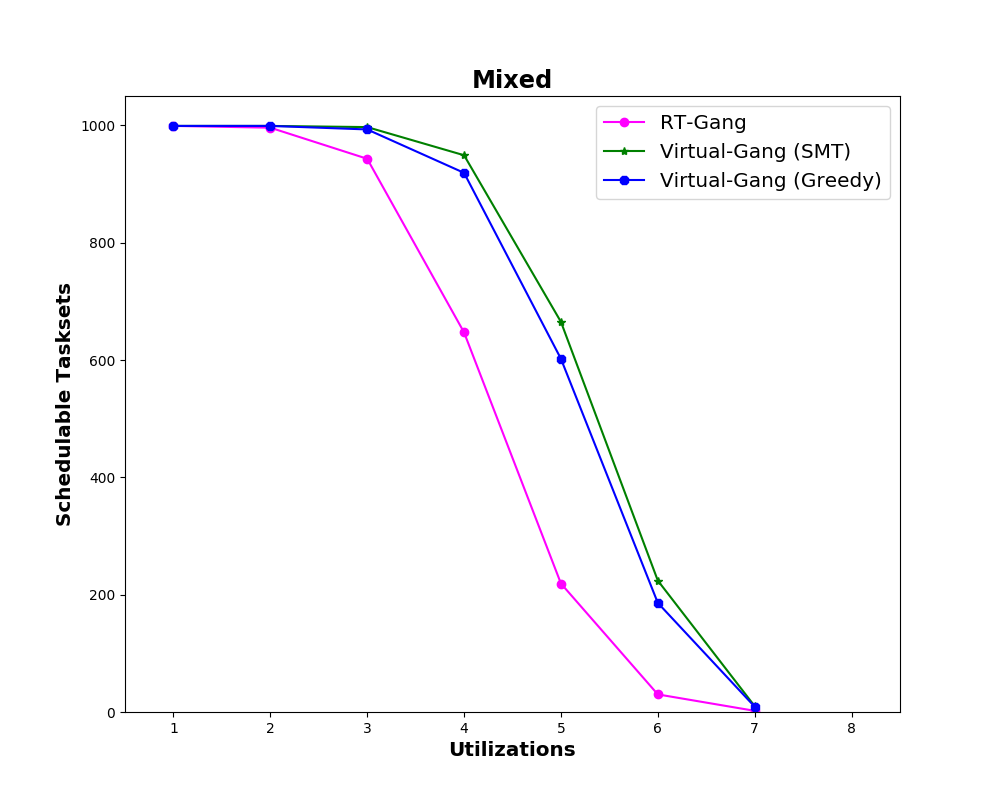 Mixed
RT-Gang
Virtual-Gang (SMT)
Virtual-Gang (Greedy)
Schedulable Tasksets
1000
800
600
400
200
0
1 2 3 4 5 6 7 8
Utilizations